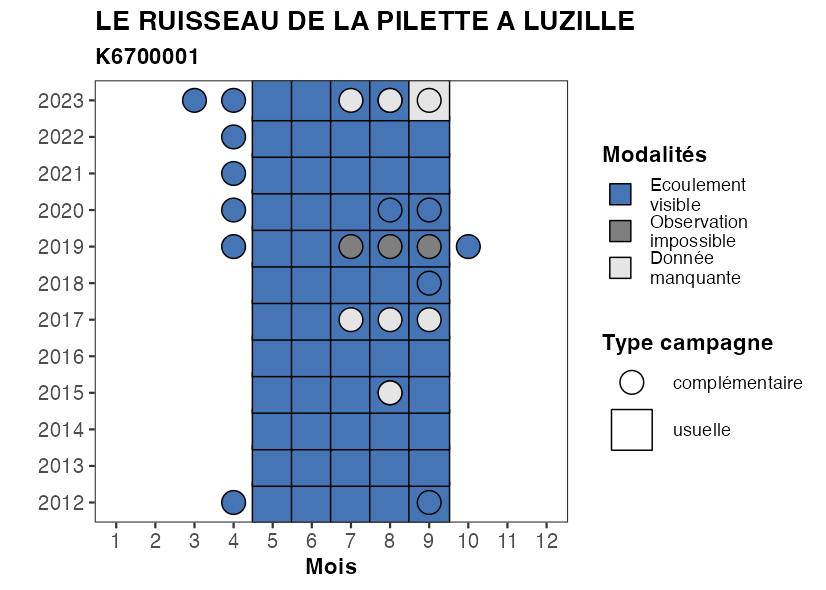 LE RUISSEAU DE LA PILETTE A LUZILLE
K6700001
2023
2022
2021
2020
2019
2018
2017
2016
2015
2014
2013
2012
1 2 3 4 5 6 7 8 9 10 11 12
Mois
Modalités
Ecoulement
visible
Observation
impossible
Donnée
manquante
Type campagne
complémentaire
usuelle